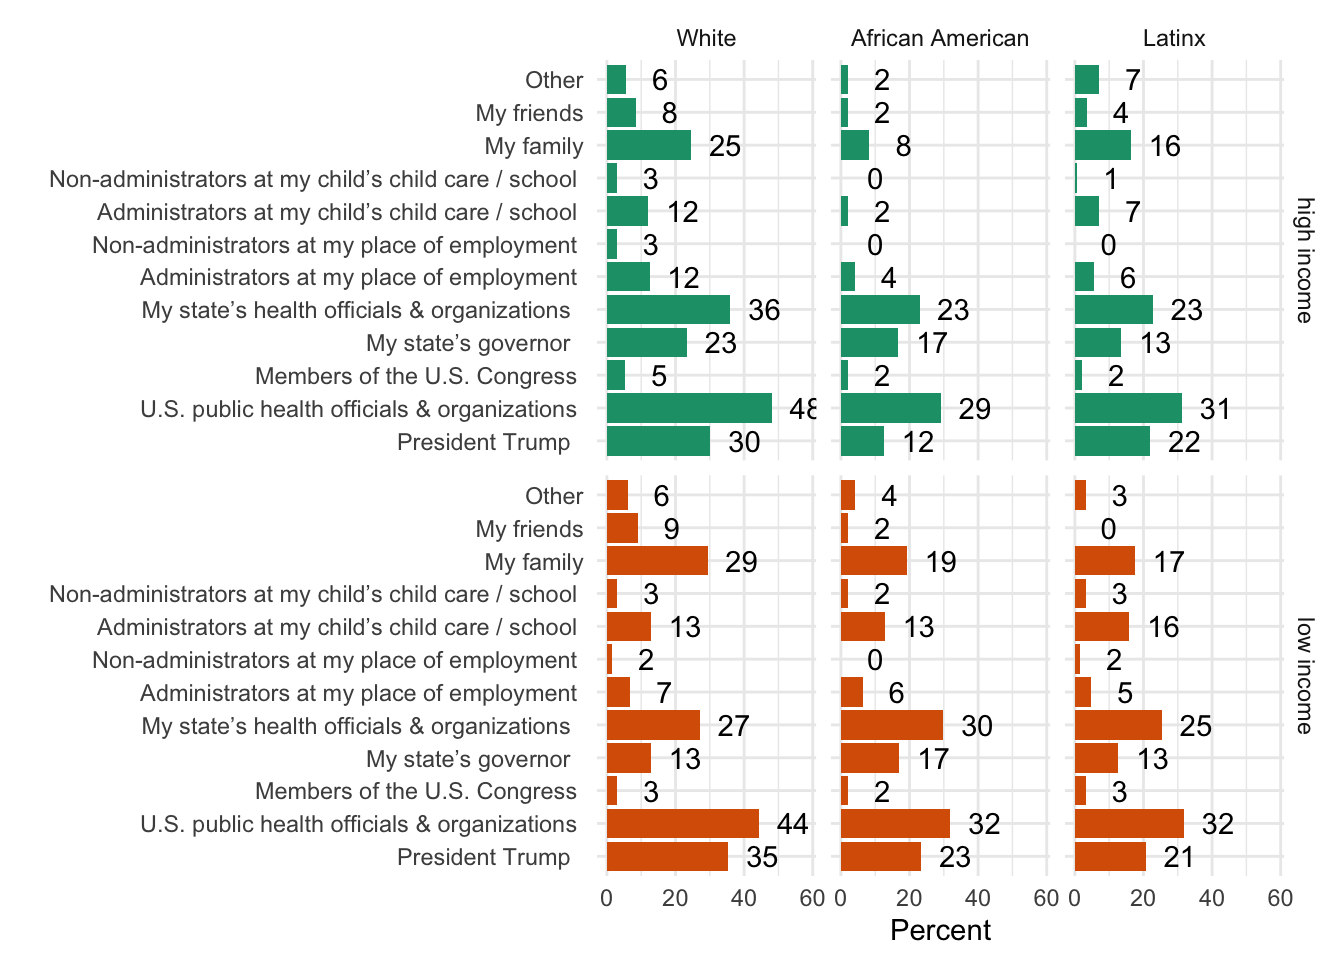 White African American Latinx
Other 6 2 7
My friends 8 2 4
My family 25 8 16
Non-administrators at my child’s child care / school 3 0 1
Administrators at my child’s child care / school 12 2 7
Non-administrators at my place of employment 3 0 0
Administrators at my place of employment 12 4 6
My state’s health officials & organizations 36 23 23
My state’s governor 23 17 13
Members of the U.S. Congress 5 2 2
U.S. public health officials & organizations 48 29 31
President Trump 30 12 22
high income
Other 6 4 3
My friends 9 2 0
My family 29 19 17
Non-administrators at my child’s child care / school 3 2 3
Administrators at my child’s child care / school 13 13 16
Non-administrators at my place of employment 2 0 2
Administrators at my place of employment 7 6 5
My state’s health officials & organizations 27 30 25
My state’s governor 13 17 13
Members of the U.S. Congress 3 2 3
U.S. public health officials & organizations 44 32 32
President Trump 35 23 21
low income
0 20 40 60 0 20 40 60 0 20 40 60
Percent